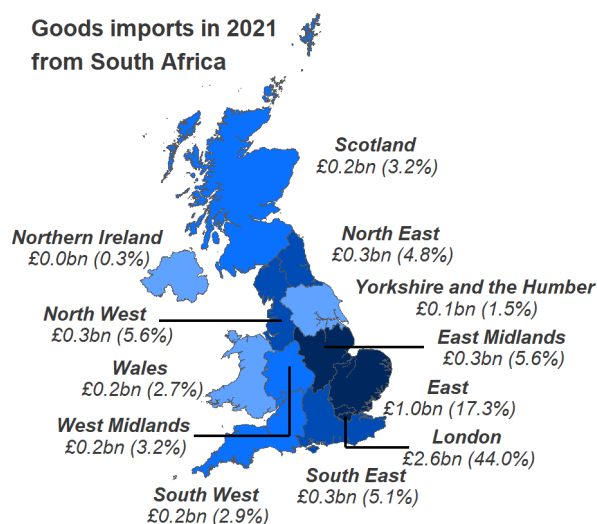 Goods imports in 2021
from South Africa
Scotland
£0.2bn (3.2%)
Northern Ireland
£0.0bn (0.3%)
North East
£0.3bn (4.8%)
Yorkshire and the Humber
£0.1bn (1.5%)
North West
£0.3bn (5.6%)
East Midlands
£0.3bn (5.6%)
Wales
£0.2bn (2.7%)
East
£1.0bn (17.3%)
West Midlands
£0.2bn (3.2%)
London
£2.6bn (44.0%)
South East
£0.3bn (5.1%)
South West
£0.2bn (2.9%)